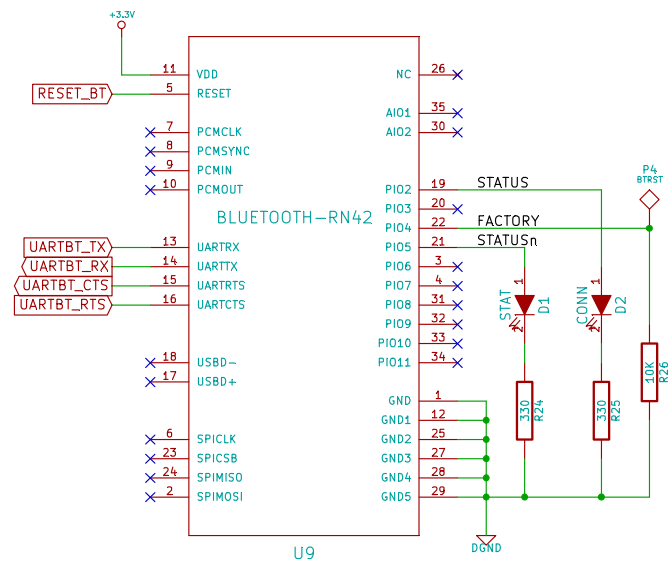 +3.3V
11 VDD
RESET_BT 5 RESET
7 PCMCLK
8 PCMSYNC
9 PCMIN
10 PCMOUT
BLUETOOTH-RN42
UARTBT_TX 13 UARTRX
UARTBT_RX 14 UARTTX
UARTBT_CTS 15 UARTRTS
UARTBT_RTS 16 UARTCTS
18 USBD-
17 USBD+
6 SPICLK
23 SPICSB
24 SPIMISO
2 SPIMOSI
NC 26
AIO1 35
AIO2 30
PIO2 19 STATUS
PIO3 20
PIO4 22 FACTORY
PIO5 21 STATUSn
PIO6 3
PIO7 4
PIO8 31
PIO9 32
PIO10 33
PIO11 34
GND 1
GND1 12
GND2 25
GND3 27
GND4 28
GND5 29
U9
DGND
P4
BTRST
STAT 1 2 D1
CONN 1 2 D2
330 R24
330 R25
10K R26